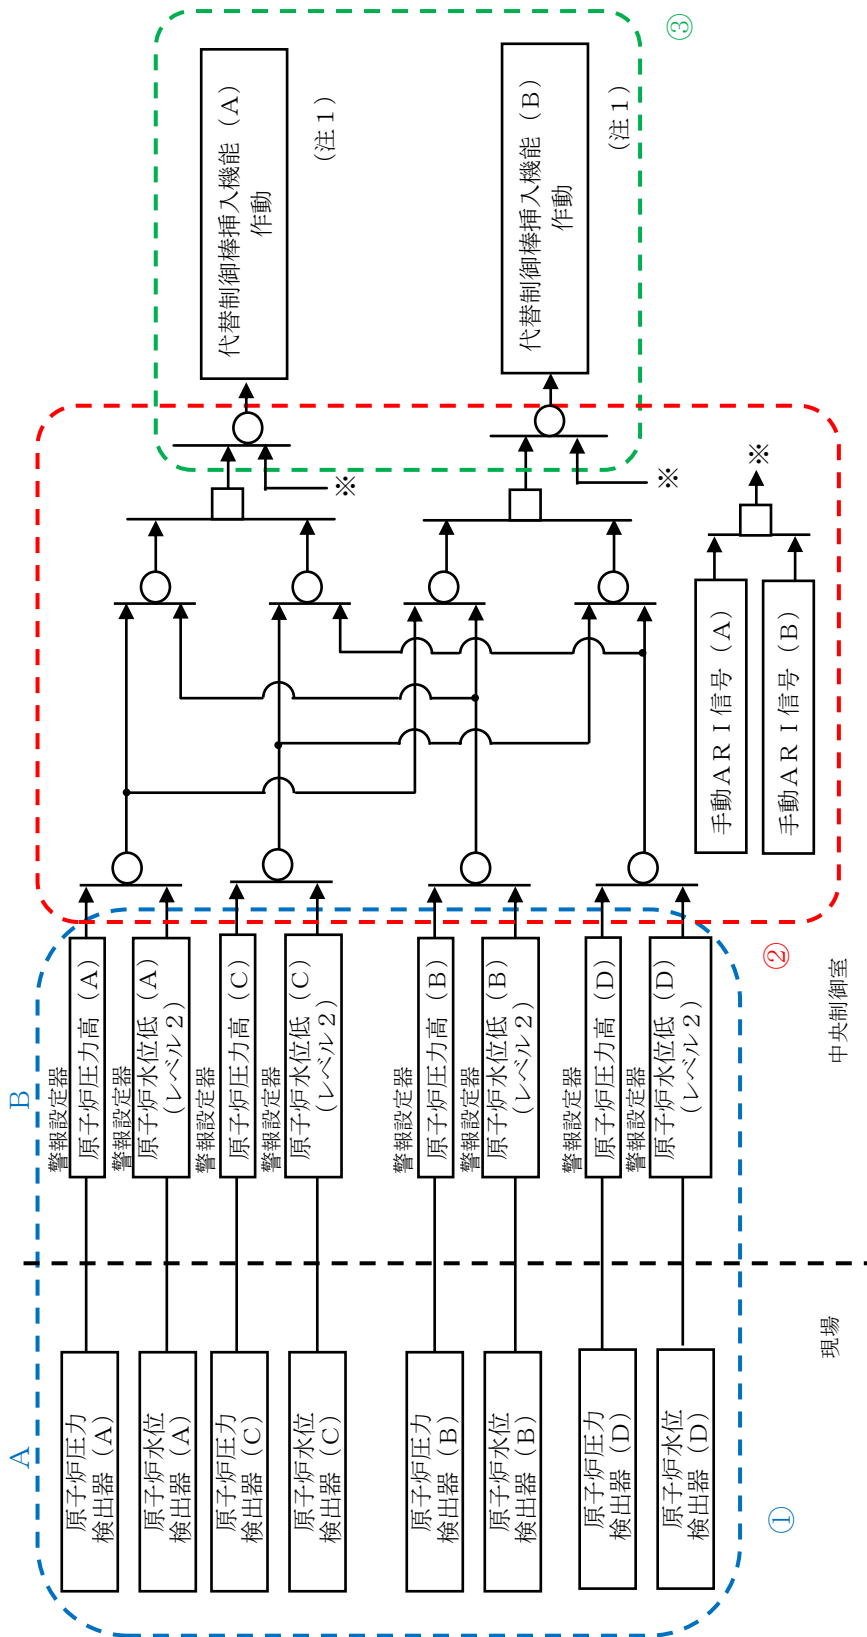 A
B
原子炉圧力
検出器（A）
原子炉水位
検出器（A）
原子炉圧力
検出器（C）
原子炉水位
検出器（C）
原子炉圧力
検出器（B）
原子炉水位
検出器（B）
原子炉圧力
検出器（D）
原子炉水位
検出器（D）
①
現場
警報設定器
原子炉圧力高（A）
警報設定器
原子炉水位低（A）
（レベル２）
警報設定器
原子炉圧力高（C）
警報設定器
原子炉水位低（C）
（レベル２）
警報設定器
原子炉圧力高（B）
警報設定器
原子炉水位低（B）
（レベル２）
警報設定器
原子炉圧力高（D）
警報設定器
原子炉水位低（D）
（レベル２）
②
中央制御室
手動ＡＲＩ信号（A）
手動ＡＲＩ信号（B）
※
※
※
代替制御棒挿入機能（A）
作動
（注１）
代替制御棒挿入機能（B）
作動
（注１）
③